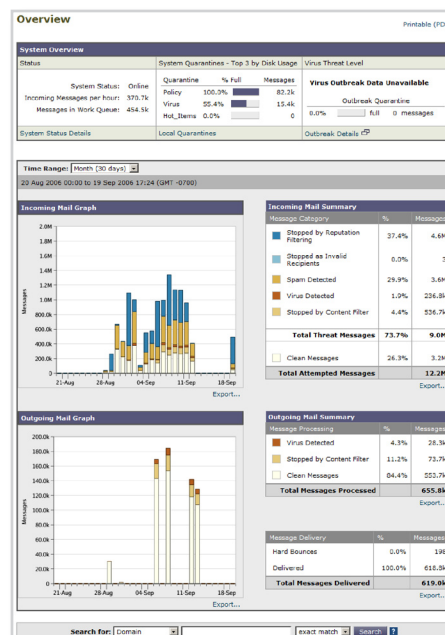 Overview
Printable (PD
System Overview
Status
System Quarantines - Top 3 by Disk Usage
Virus Threat Level
System Status: Online
Incoming Messages per hour: 370.7k
Messages in Work Queue: 454.5k
Quarantine % Full Messages
Policy 100.0% 82.2k
Virus 55.4% 15.4k
Hot_Items 0.0% 0
Virus Outbreak Data Unavailable
Outbreak Quarantine
0.0% full 0 messages
System Status Details
Local Quarantines
Outbreak Details
Time Range: Month (30 days)
20 Aug 2006 00:00 to 19 Sep 2006 17:24 (GMT -0700)
Incoming Mail Graph
Messages
2.0M
1.8M
1.6M
1.4M
1.2M
1.0M
800.0k
600.0k
400.0k
200.0k
0
21-Aug 28-Aug 04-Sep 11-Sep 18-Sep
Export...
Incoming Mail Summary
Message Category % Messages
Stopped by Reputation Filtering 37.4% 4.6M
Stopped as Invalid Recipients 0.0% 3
Spam Detected 29.9% 3.6M
Virus Detected 1.9% 236.8k
Stopped by Content Filter 4.4% 536.7k
Total Threat Messages 73.7% 9.0M
Clean Messages 26.3% 3.2M
Total Attempted Messages 12.2M
Export...
Outgoing Mail Graph
Messages
200.0k
180.0k
160.0k
140.0k
120.0k
100.0k
80.0k
60.0k
40.0k
20.0k
0
21-Aug 28-Aug 04-Sep 11-Sep 18-Sep
Export...
Outgoing Mail Summary
Message Processing % Messages
Virus Detected 4.3% 28.3k
Stopped by Content Filter 11.2% 73.7k
Clean Messages 84.4% 553.7k
Total Messages Processed 655.8k
Message Delivery % Messages
Hard Bounces 0.0% 198
Delivered 100.0% 618.8k
Total Messages Delivered 619.0k
Export...
Search for: Domain exact match Search ?